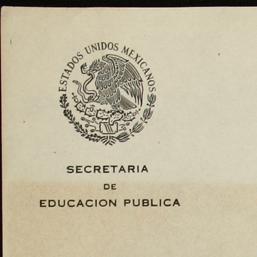 ESTADOS UNIDOS MEXICANOS
SECRETARIA
DE
EDUCACION PUBLICA